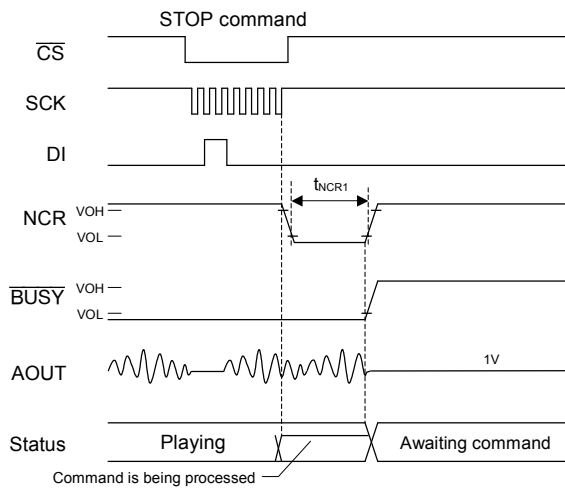 STOP command
CS
SCK
DI
tNCR1
NCR
VOH
VOL
BUSY
VOH
VOL
AOUT
1V
Status
Playing
Awaiting command
Command is being processed